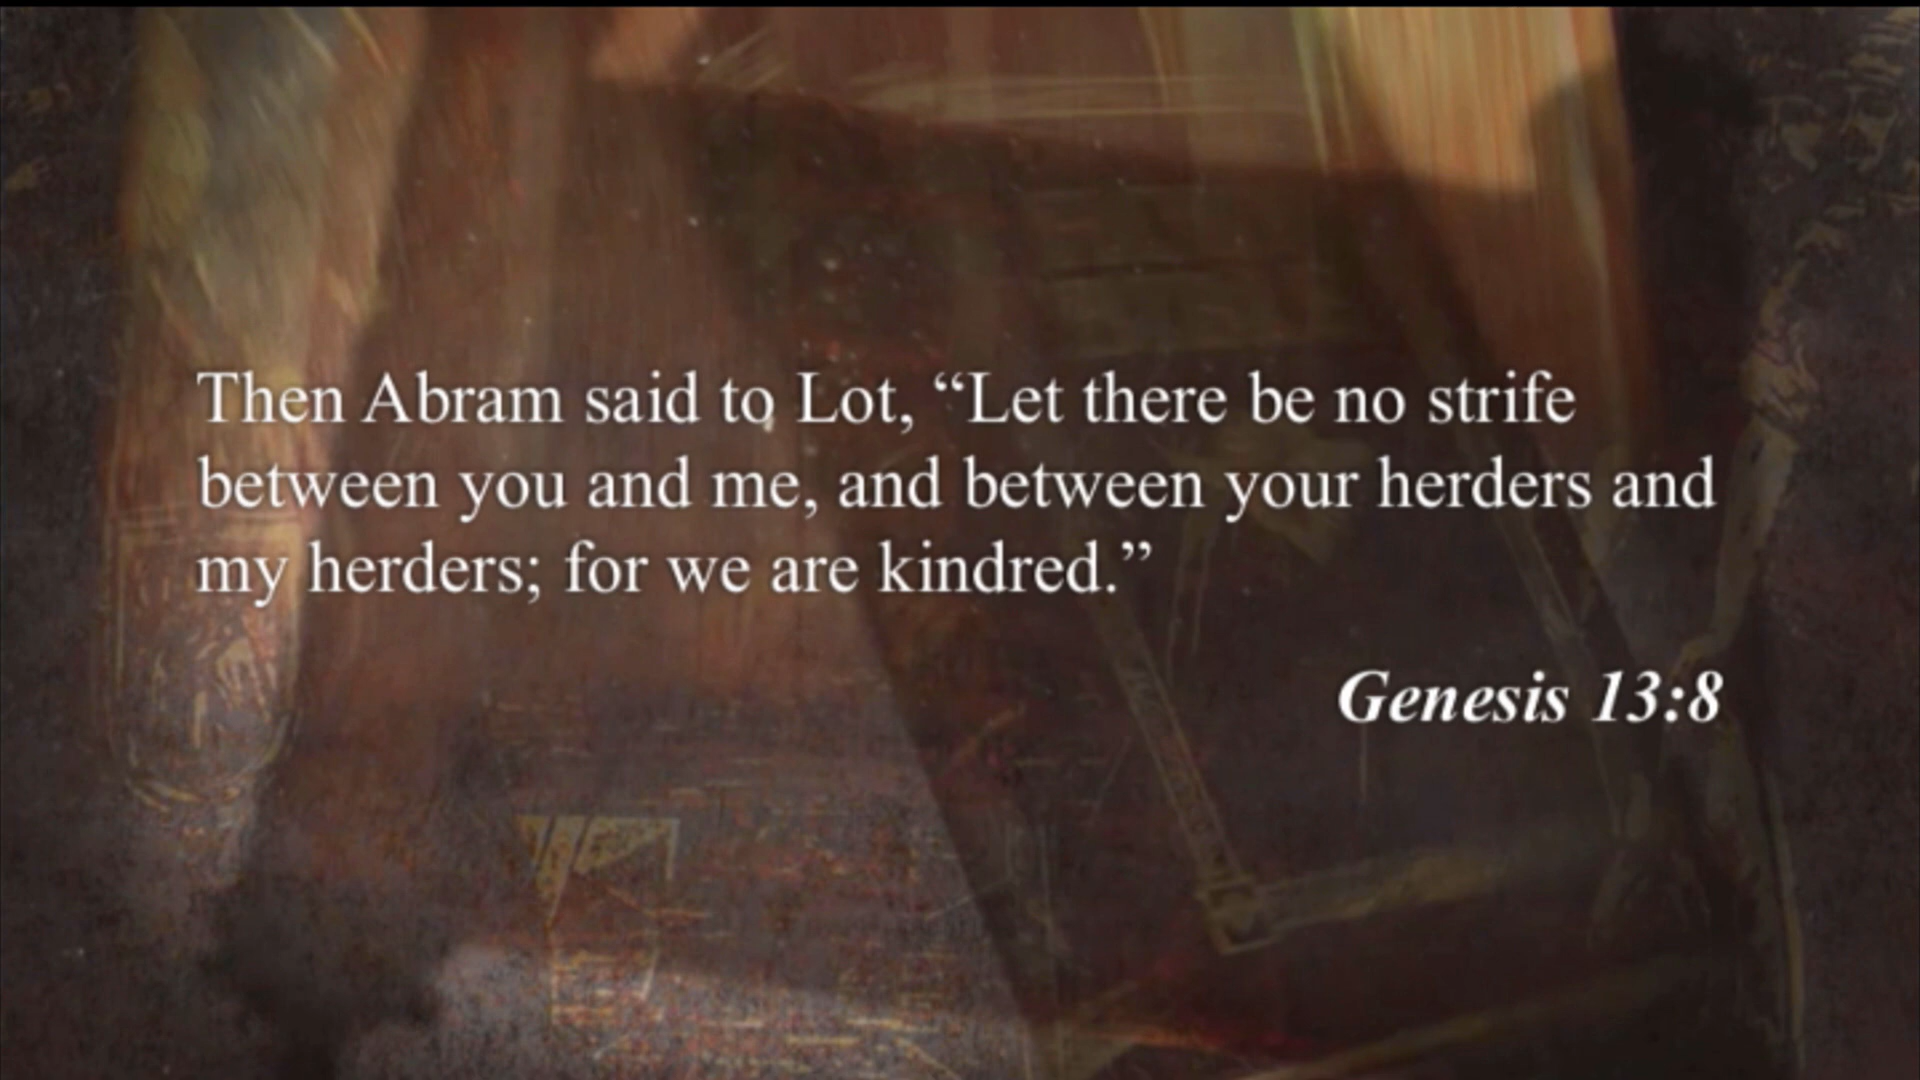 Then Abram said to Lot, “Let there be no strife
between you and me, and between your herders and
my herders; for we are kindred.”
Genesis 13:8